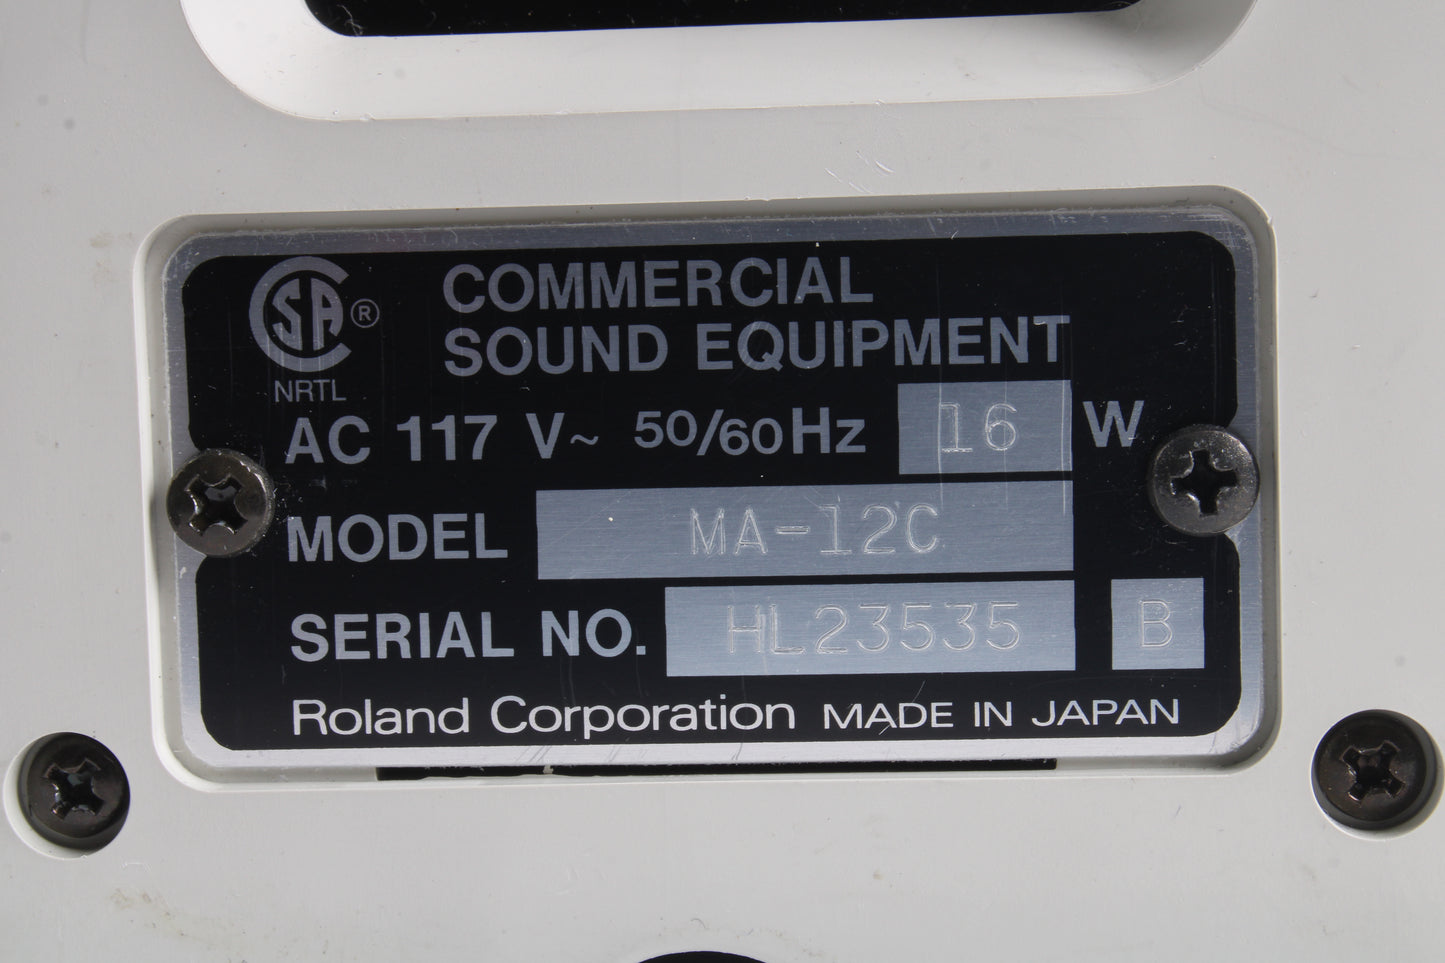 CSA ®
NRTL
COMMERCIAL
SOUND EQUIPMENT
AC 117 V~ 50/60Hz 16 W
MODEL MA-12C
SERIAL NO. HL23535 B
Roland Corporation MADE IN JAPAN